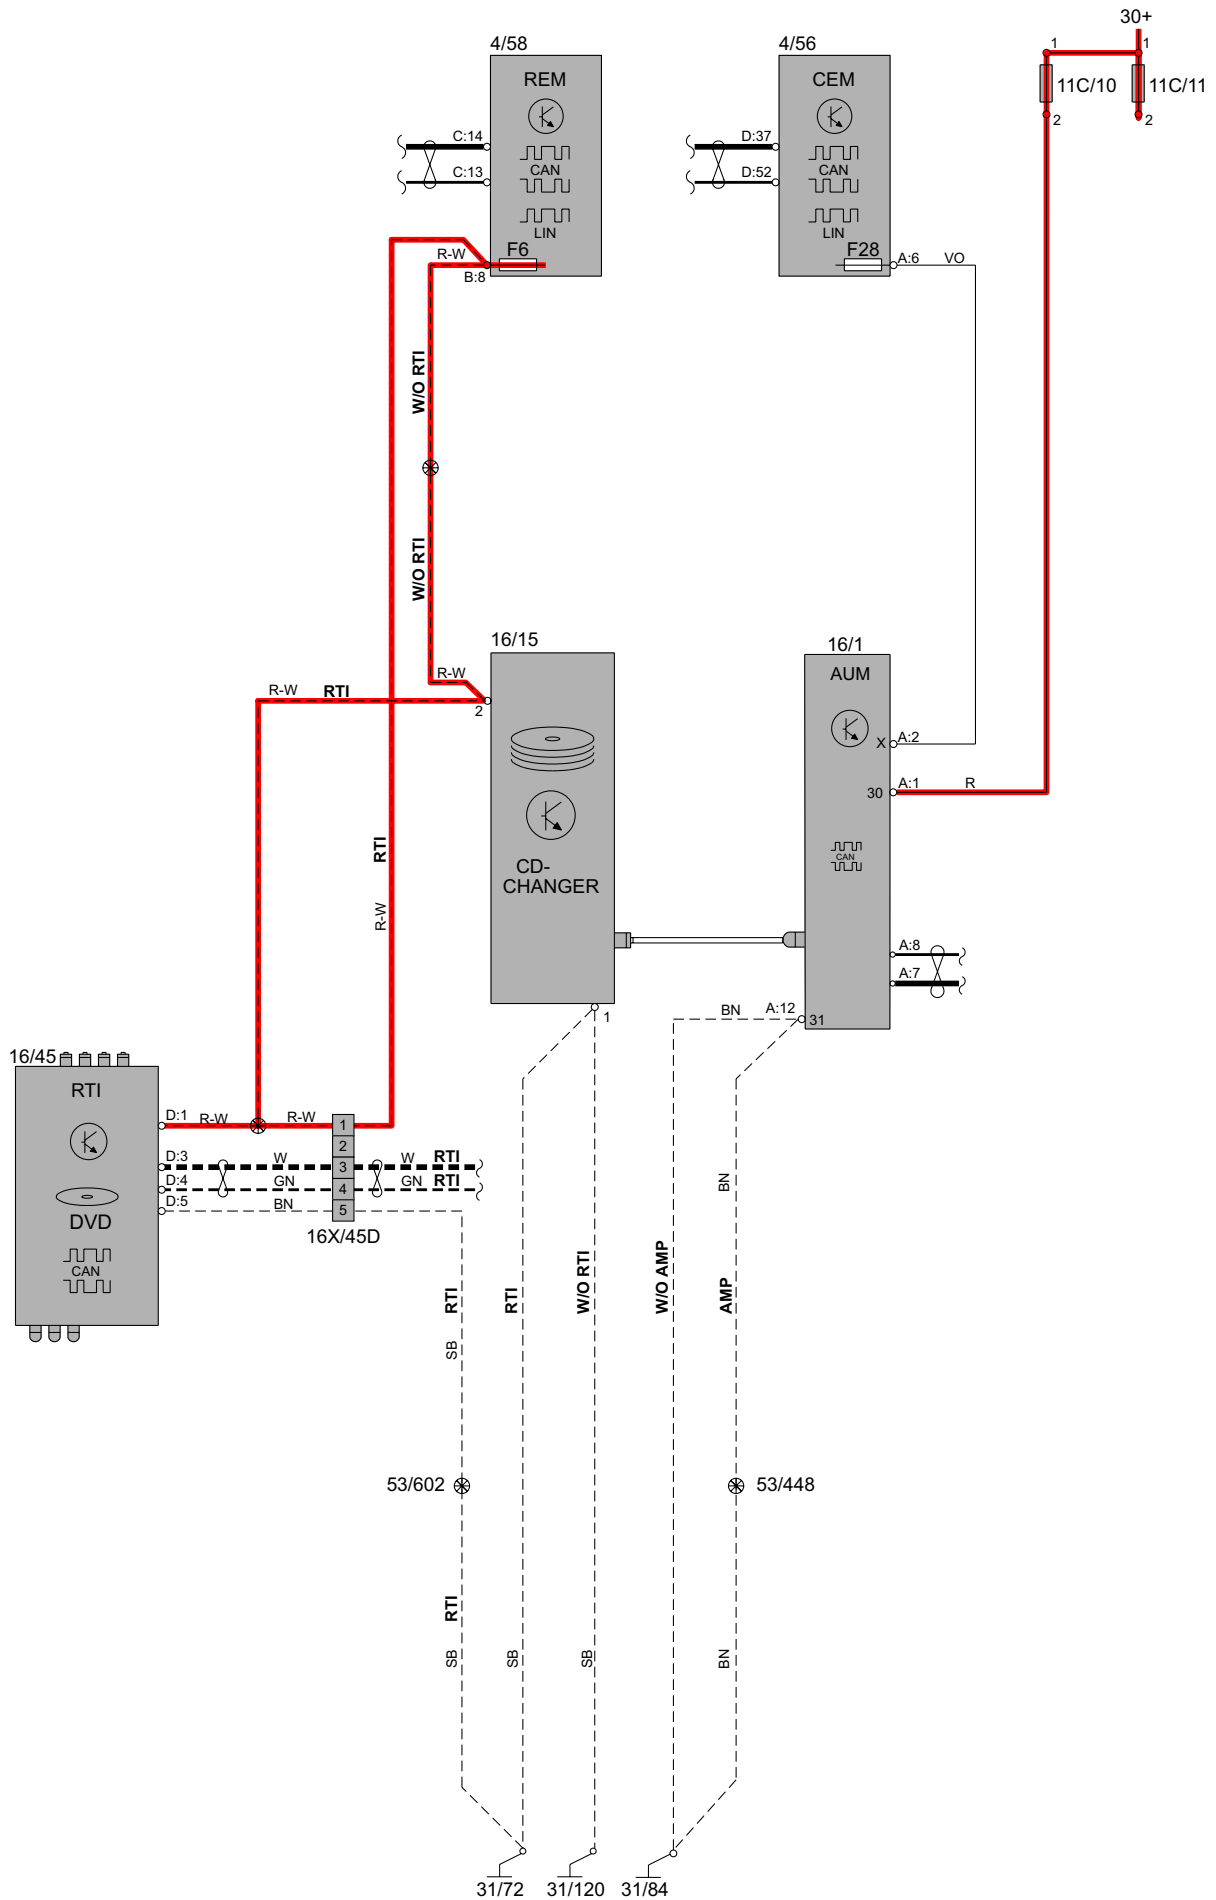 30+
4/58
4/56
1
1
REM
CEM
11C/10
11C/11
2
2
C:14
D:37
CAN
CAN
C:13
D:52
LIN
LIN
R-W
F6
F28
A:6
VO
B:8
W/O RTI
W/O RTI
16/15
16/1
R-W
AUM
R-W
RTI
2
X
A:2
30
A:1
R
RTI
CAN
CD-
CHANGER
R-W
A:8
A:7
BN
A:12
1
31
16/45
RTI
D:1
R-W
R-W
1
2
D:3
W
3
W
RTI
D:4
GN
4
GN
RTI
D:5
BN
5
BN
DVD
16X/45D
CAN
RTI
RTI
W/O RTI
W/O AMP
AMP
SB
53/602
53/448
RTI
SB
SB
SB
BN
31/72
31/120
31/84